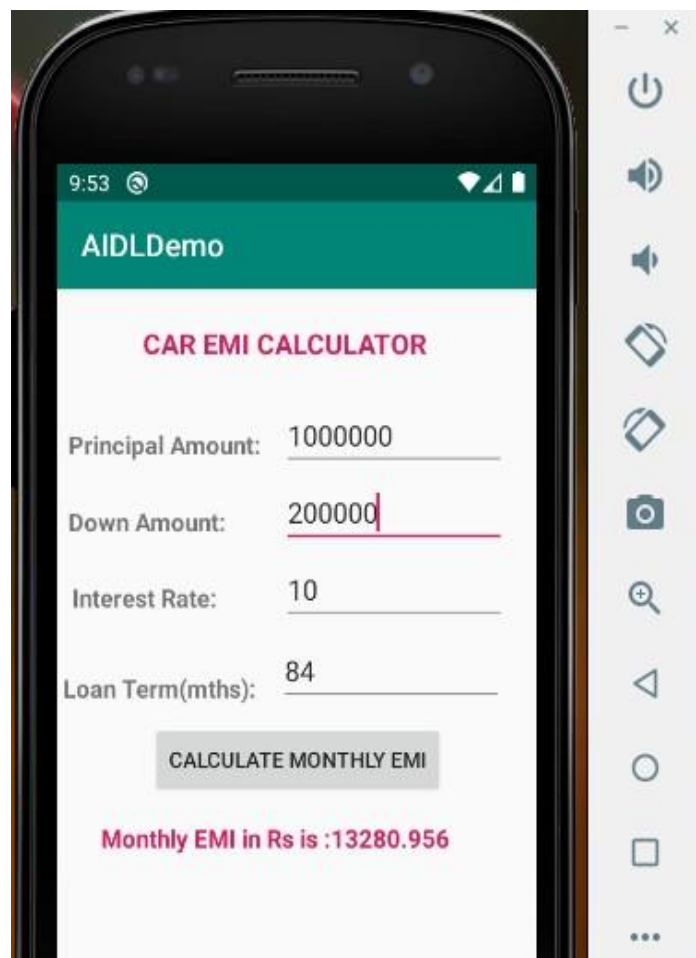 9:53
AIDLDemo
CAR EMI CALCULATOR
Principal Amount: 1000000
Down Amount: 200000
Interest Rate: 10
Loan Term(mths): 84
CALCULATE MONTHLY EMI
Monthly EMI in Rs is :13280.956